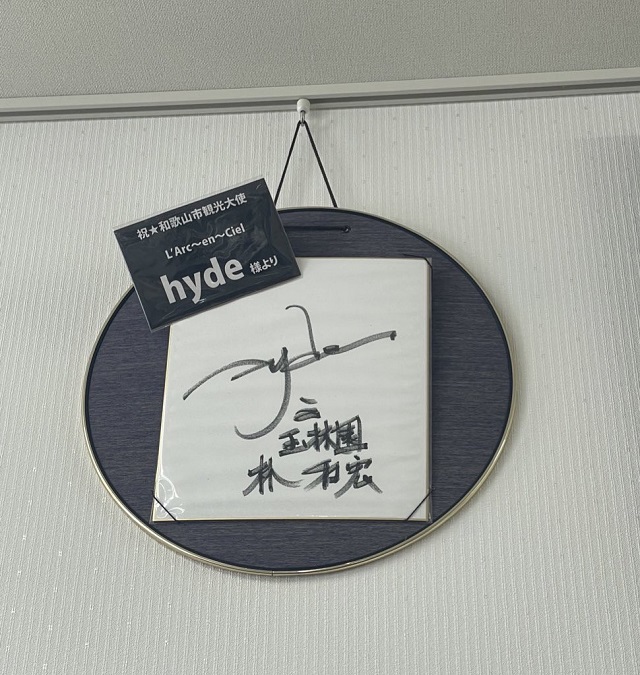 祝★和歌山市観光大使
L'Arc～en～Ciel
hyde 様より
hyde
玉林園
林 和宏